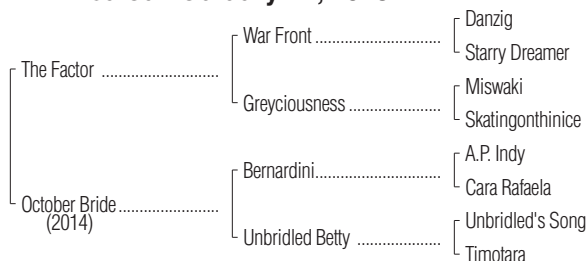 Danzig
War Front
Starry Dreamer
The Factor
Miswaki
Greyciousness
Skatingonthinice
A.P. Indy
Bernardini
Cara Rafaela
October Bride
(2014)
Unbridled's Song
Unbridled Betty
Timotara